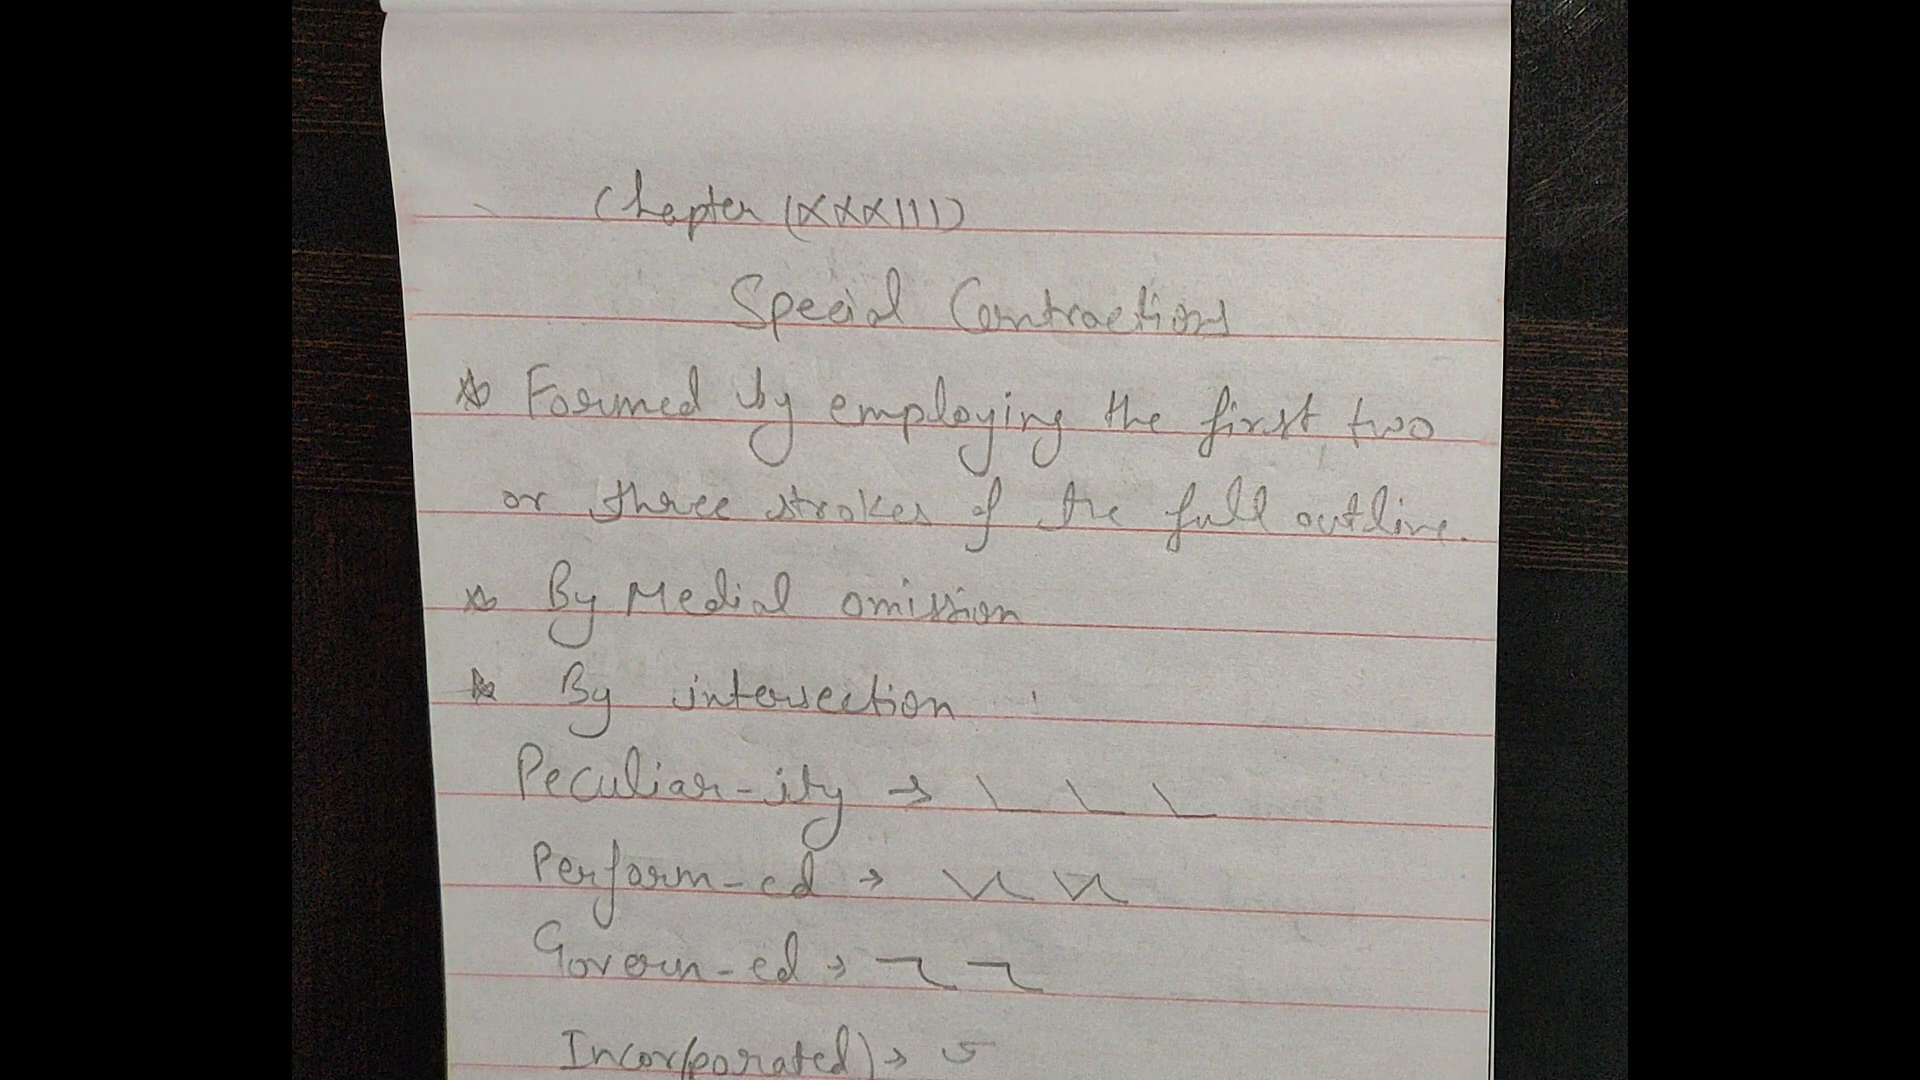 Chapter (XXXIII)
Special Contractions
Formed by employing the first two
or three strokes of the full outline.
By Medial omission
By intersection
Peculiar-ity →
Perform-ed →
Govern-ed →
Incor(porated) →